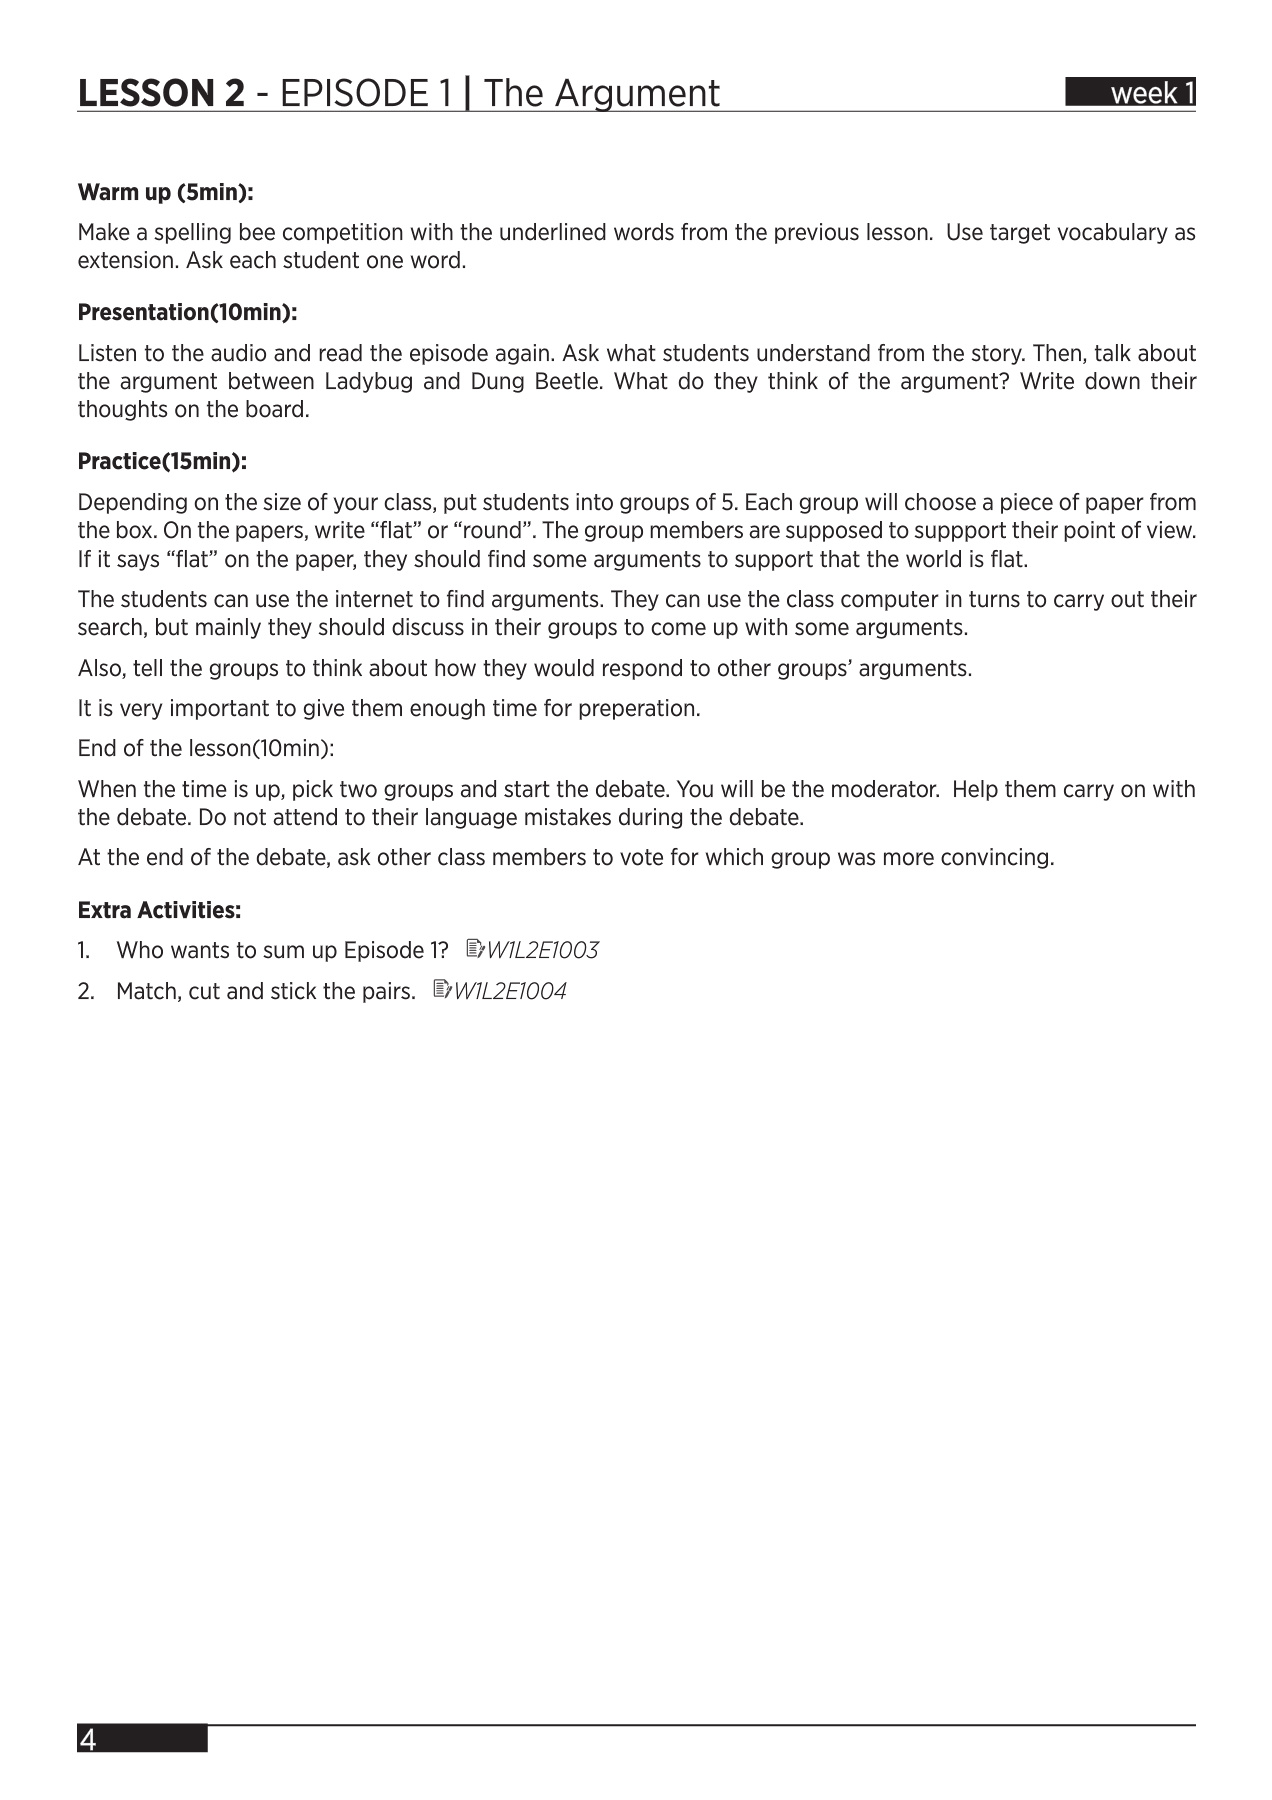 LESSON 2 - EPISODE 1 | The Argument
week 1
Warm up (5min):
Make a spelling bee competition with the underlined words from the previous lesson.  Use target vocabulary as
extension. Ask each student one word.
Presentation(10min):
Listen to the audio and read the episode again. Ask what students understand from the story. Then, talk about
the argument between Ladybug and Dung Beetle. What do they think of the argument? Write down their
thoughts on the board.
Practice(15min):
Depending on the size of your class, put students into groups of 5. Each group will choose a piece of paper from
the box. On the papers, write “flat” or “round”. The group members are supposed to suppport their point of view.
If it says “flat” on the paper, they should find some arguments to support that the world is flat.
The students can use the internet to find arguments. They can use the class computer in turns to carry out their
search, but mainly they should discuss in their groups to come up with some arguments.
Also, tell the groups to think about how they would respond to other groups’ arguments.
It is very important to give them enough time for preperation.
End of the lesson(10min):
When the time is up, pick two groups and start the debate. You will be the moderator.  Help them carry on with
the debate. Do not attend to their language mistakes during the debate.
At the end of the debate, ask other class members to vote for which group was more convincing.
Extra Activities:
1. Who wants to sum up Episode 1? W1L2E1003
2. Match, cut and stick the pairs. W1L2E1004
4